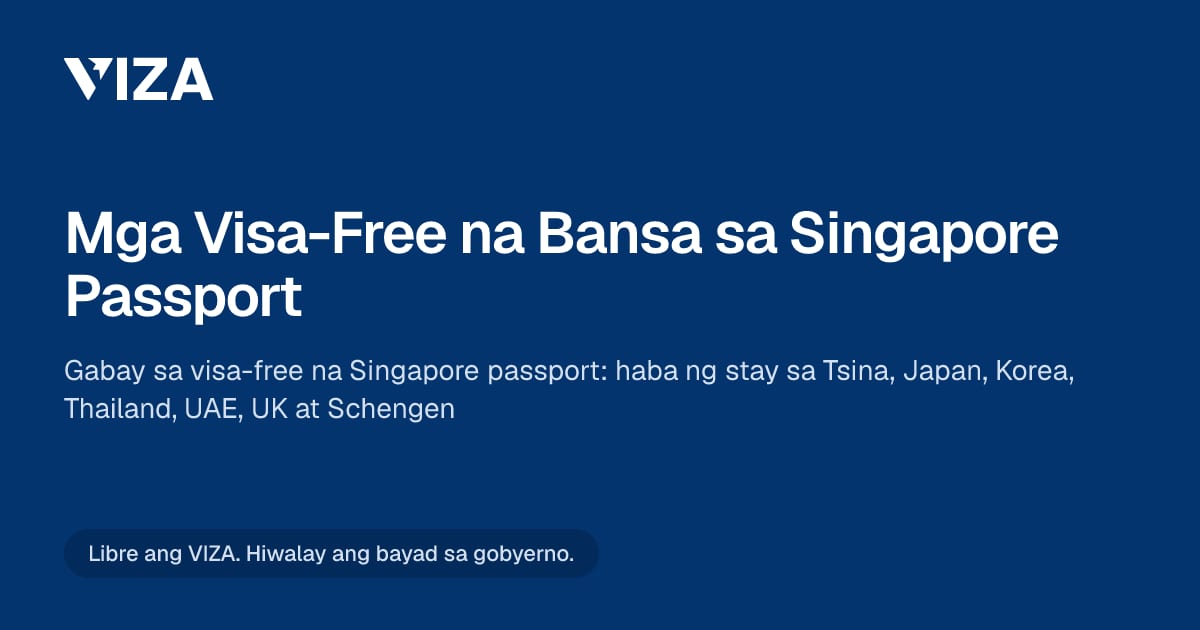 VIZA
Mga Visa-Free na Bansa sa Singapore
Passport
Gabay sa visa-free na Singapore passport: haba ng stay sa Tsina, Japan, Korea,
Thailand, UAE, UK at Schengen
Libre ang VIZA. Hiwalay ang bayad sa gobyerno.